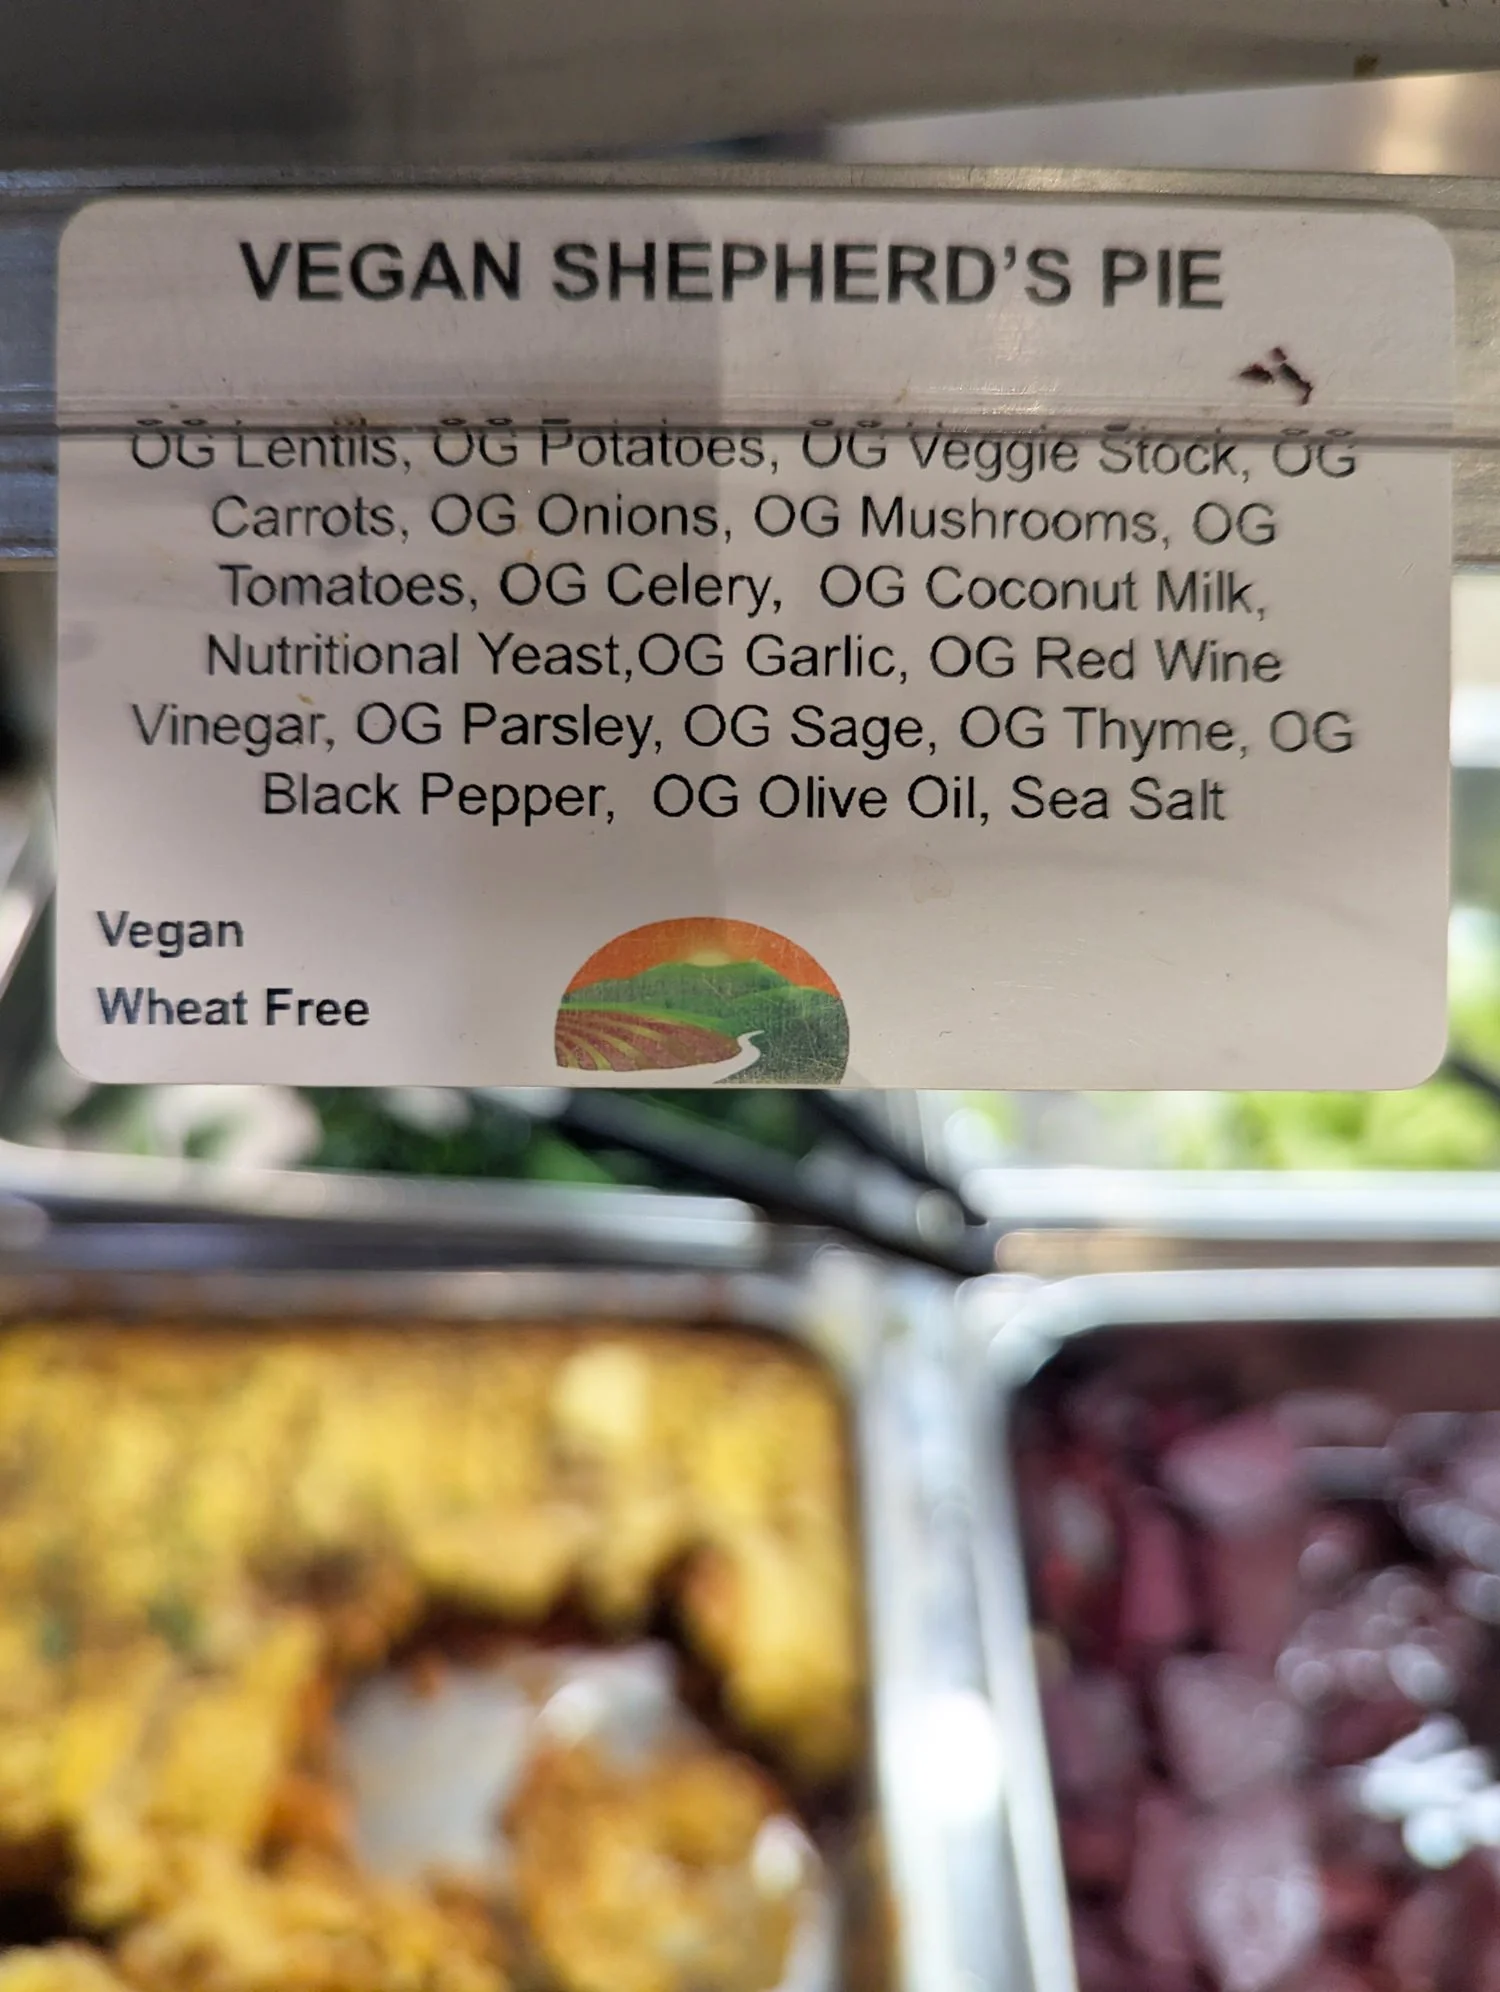 VEGAN SHEPHERD'S PIE
OG Lentils, OG Potatoes, OG Veggie Stock, OG
Carrots, OG Onions, OG Mushrooms, OG
Tomatoes, OG Celery,  OG Coconut Milk,
Nutritional Yeast,OG Garlic, OG Red Wine
Vinegar, OG Parsley, OG Sage, OG Thyme, OG
Black Pepper,  OG Olive Oil, Sea Salt
Vegan
Wheat Free